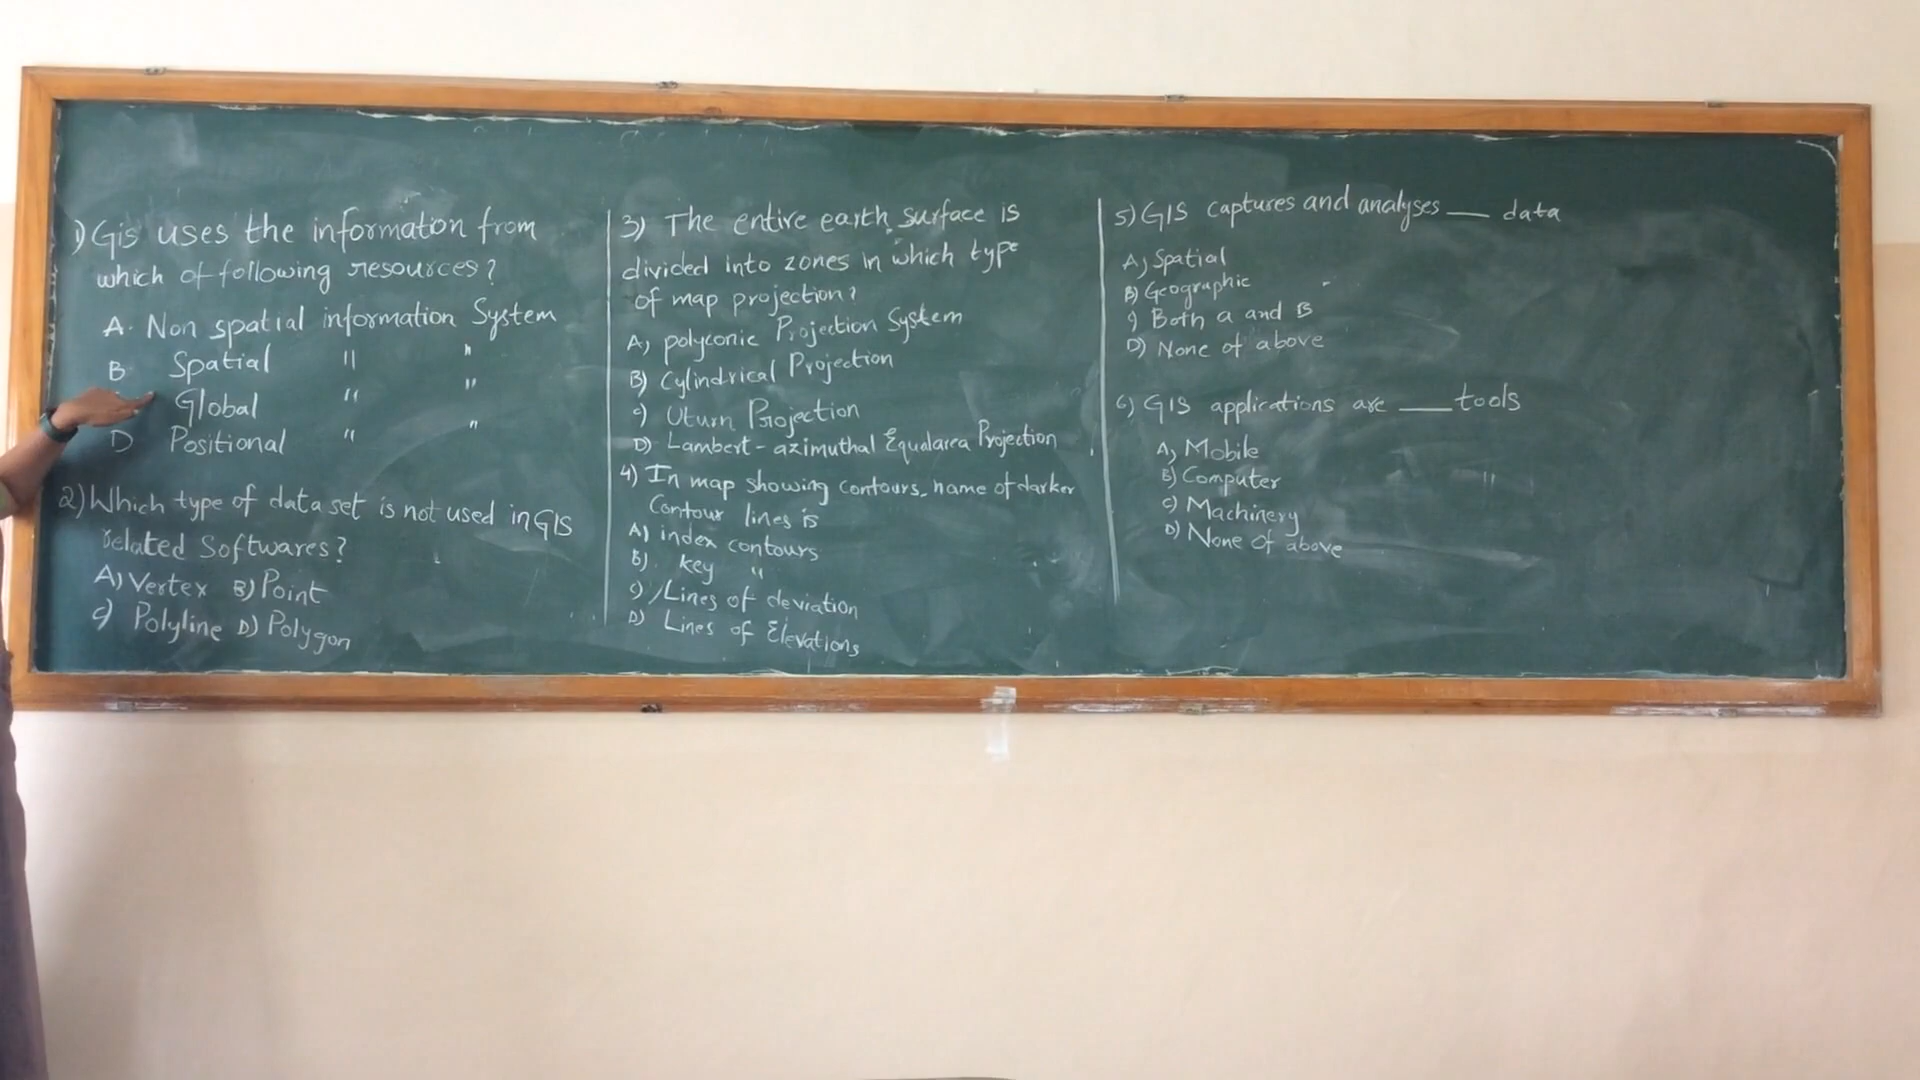 1) Gis uses the information from
which of following resources?
A. Non spatial information System
B. Spatial " "
Global " "
D Positional " "
2) Which type of data set is not used in GIS
related Softwares?
A) Vertex B) Point
C) Polyline D) Polygon
3) The entire earth surface is
divided into zones in which type
of map projection?
A) polyconic Projection System
B) Cylindrical Projection
C) Uturn Projection
D) Lambert-azimuthal Equalarea Projection
4) In map showing contours, name of darker
Contour lines is
A) index contours
B) key "
C) Lines of deviation
D) Lines of Elevations
5) GIS captures and analyses ___ data
A) Spatial
B) Geographic
C) Both a and B
D) None of above
6) GIS applications are ___ tools
A) Mobile
B) Computer
C) Machinery
D) None of above